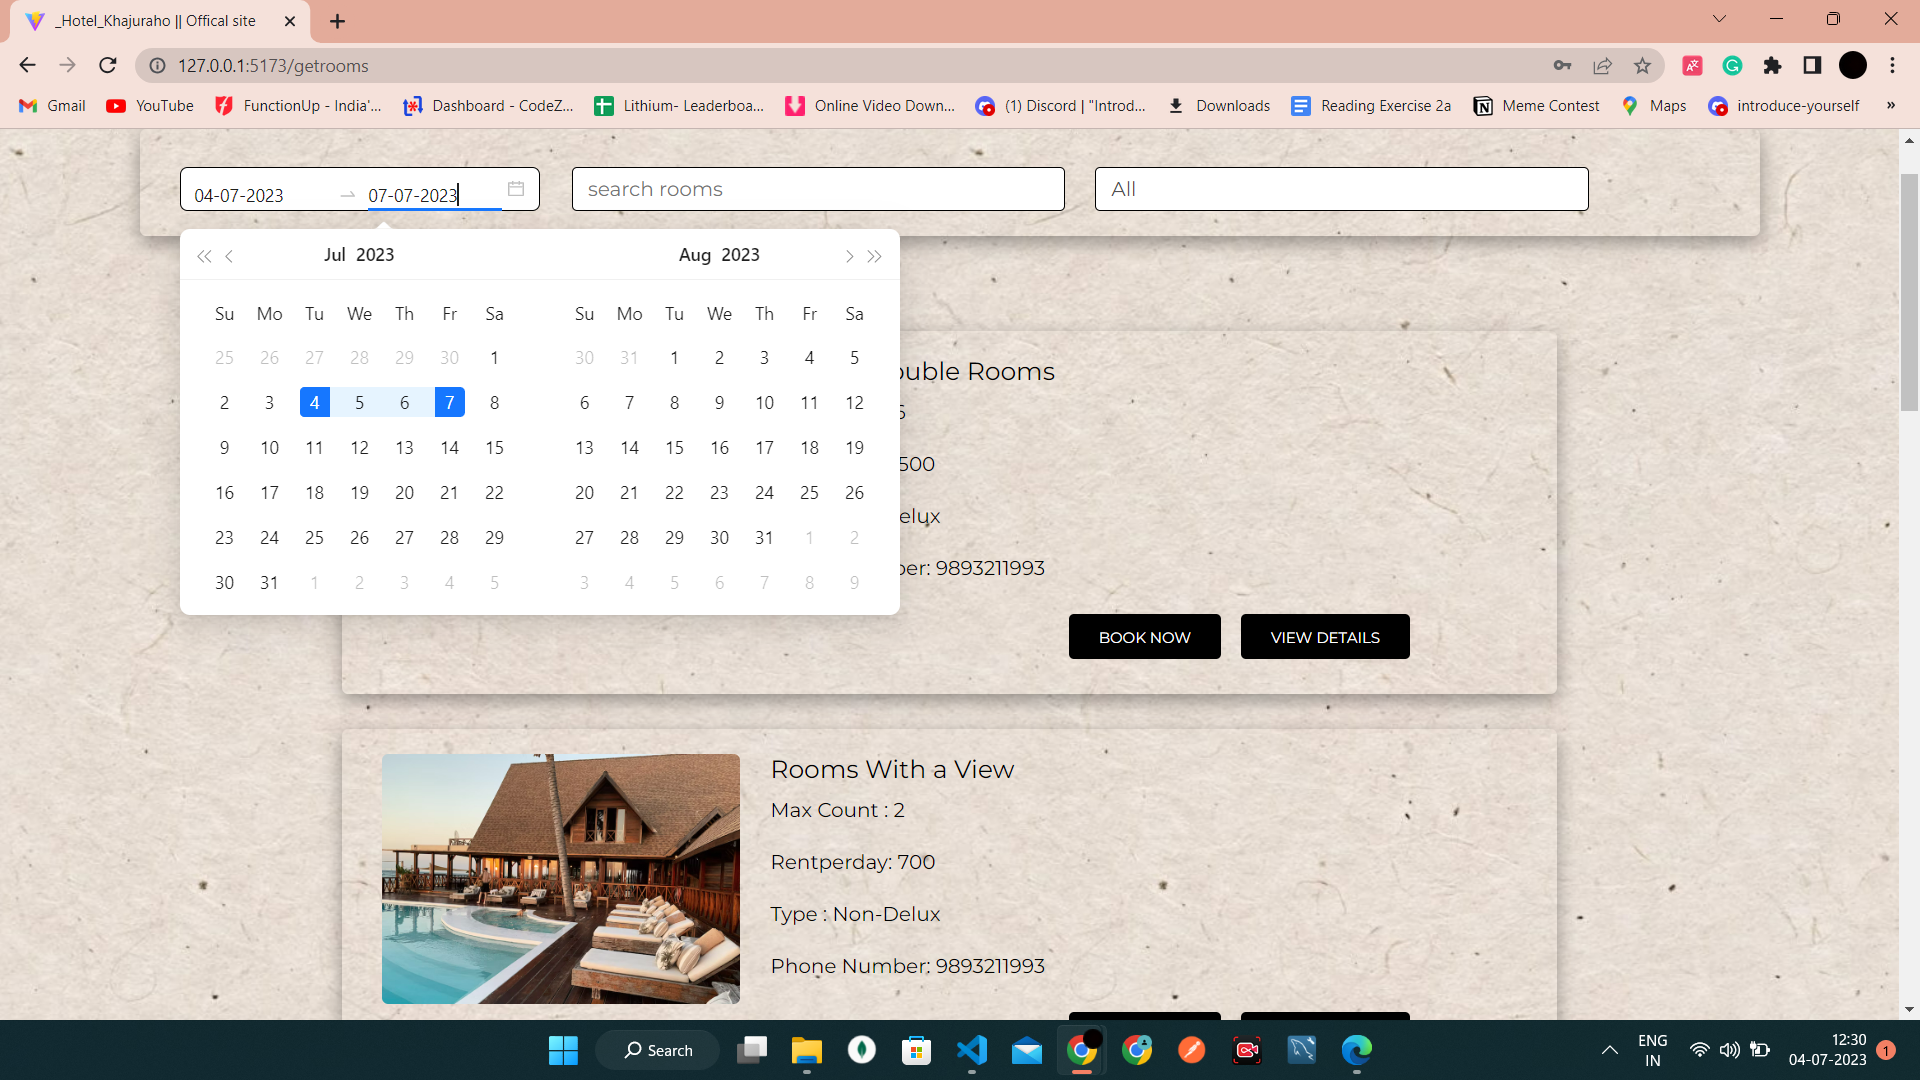 _Hotel_Khajuraho || Offical site
127.0.0.1:5173/getrooms
Gmail YouTube FunctionUp - India'... Dashboard - CodeZ... Lithium- Leaderboa... Online Video Down... (1) Discord | "Introd... Downloads Reading Exercise 2a Meme Contest Maps introduce-yourself »
04-07-2023 → 07-07-2023 search rooms All
Jul 2023 Aug 2023
Su Mo Tu We Th Fr Sa Su Mo Tu We Th Fr Sa
25 26 27 28 29 30 1 30 31 1 2 3 4 5
2 3 4 5 6 7 8 6 7 8 9 10 11 12
9 10 11 12 13 14 15 13 14 15 16 17 18 19
16 17 18 19 20 21 22 20 21 22 23 24 25 26
23 24 25 26 27 28 29 27 28 29 30 31 1 2
30 31 1 2 3 4 5 3 4 5 6 7 8 9
ouble Rooms
500
elux
ber: 9893211993
BOOK NOW VIEW DETAILS
Rooms With a View
Max Count : 2
Rentperday: 700
Type : Non-Delux
Phone Number: 9893211993
Search
ENG
IN
12:30
04-07-2023
1